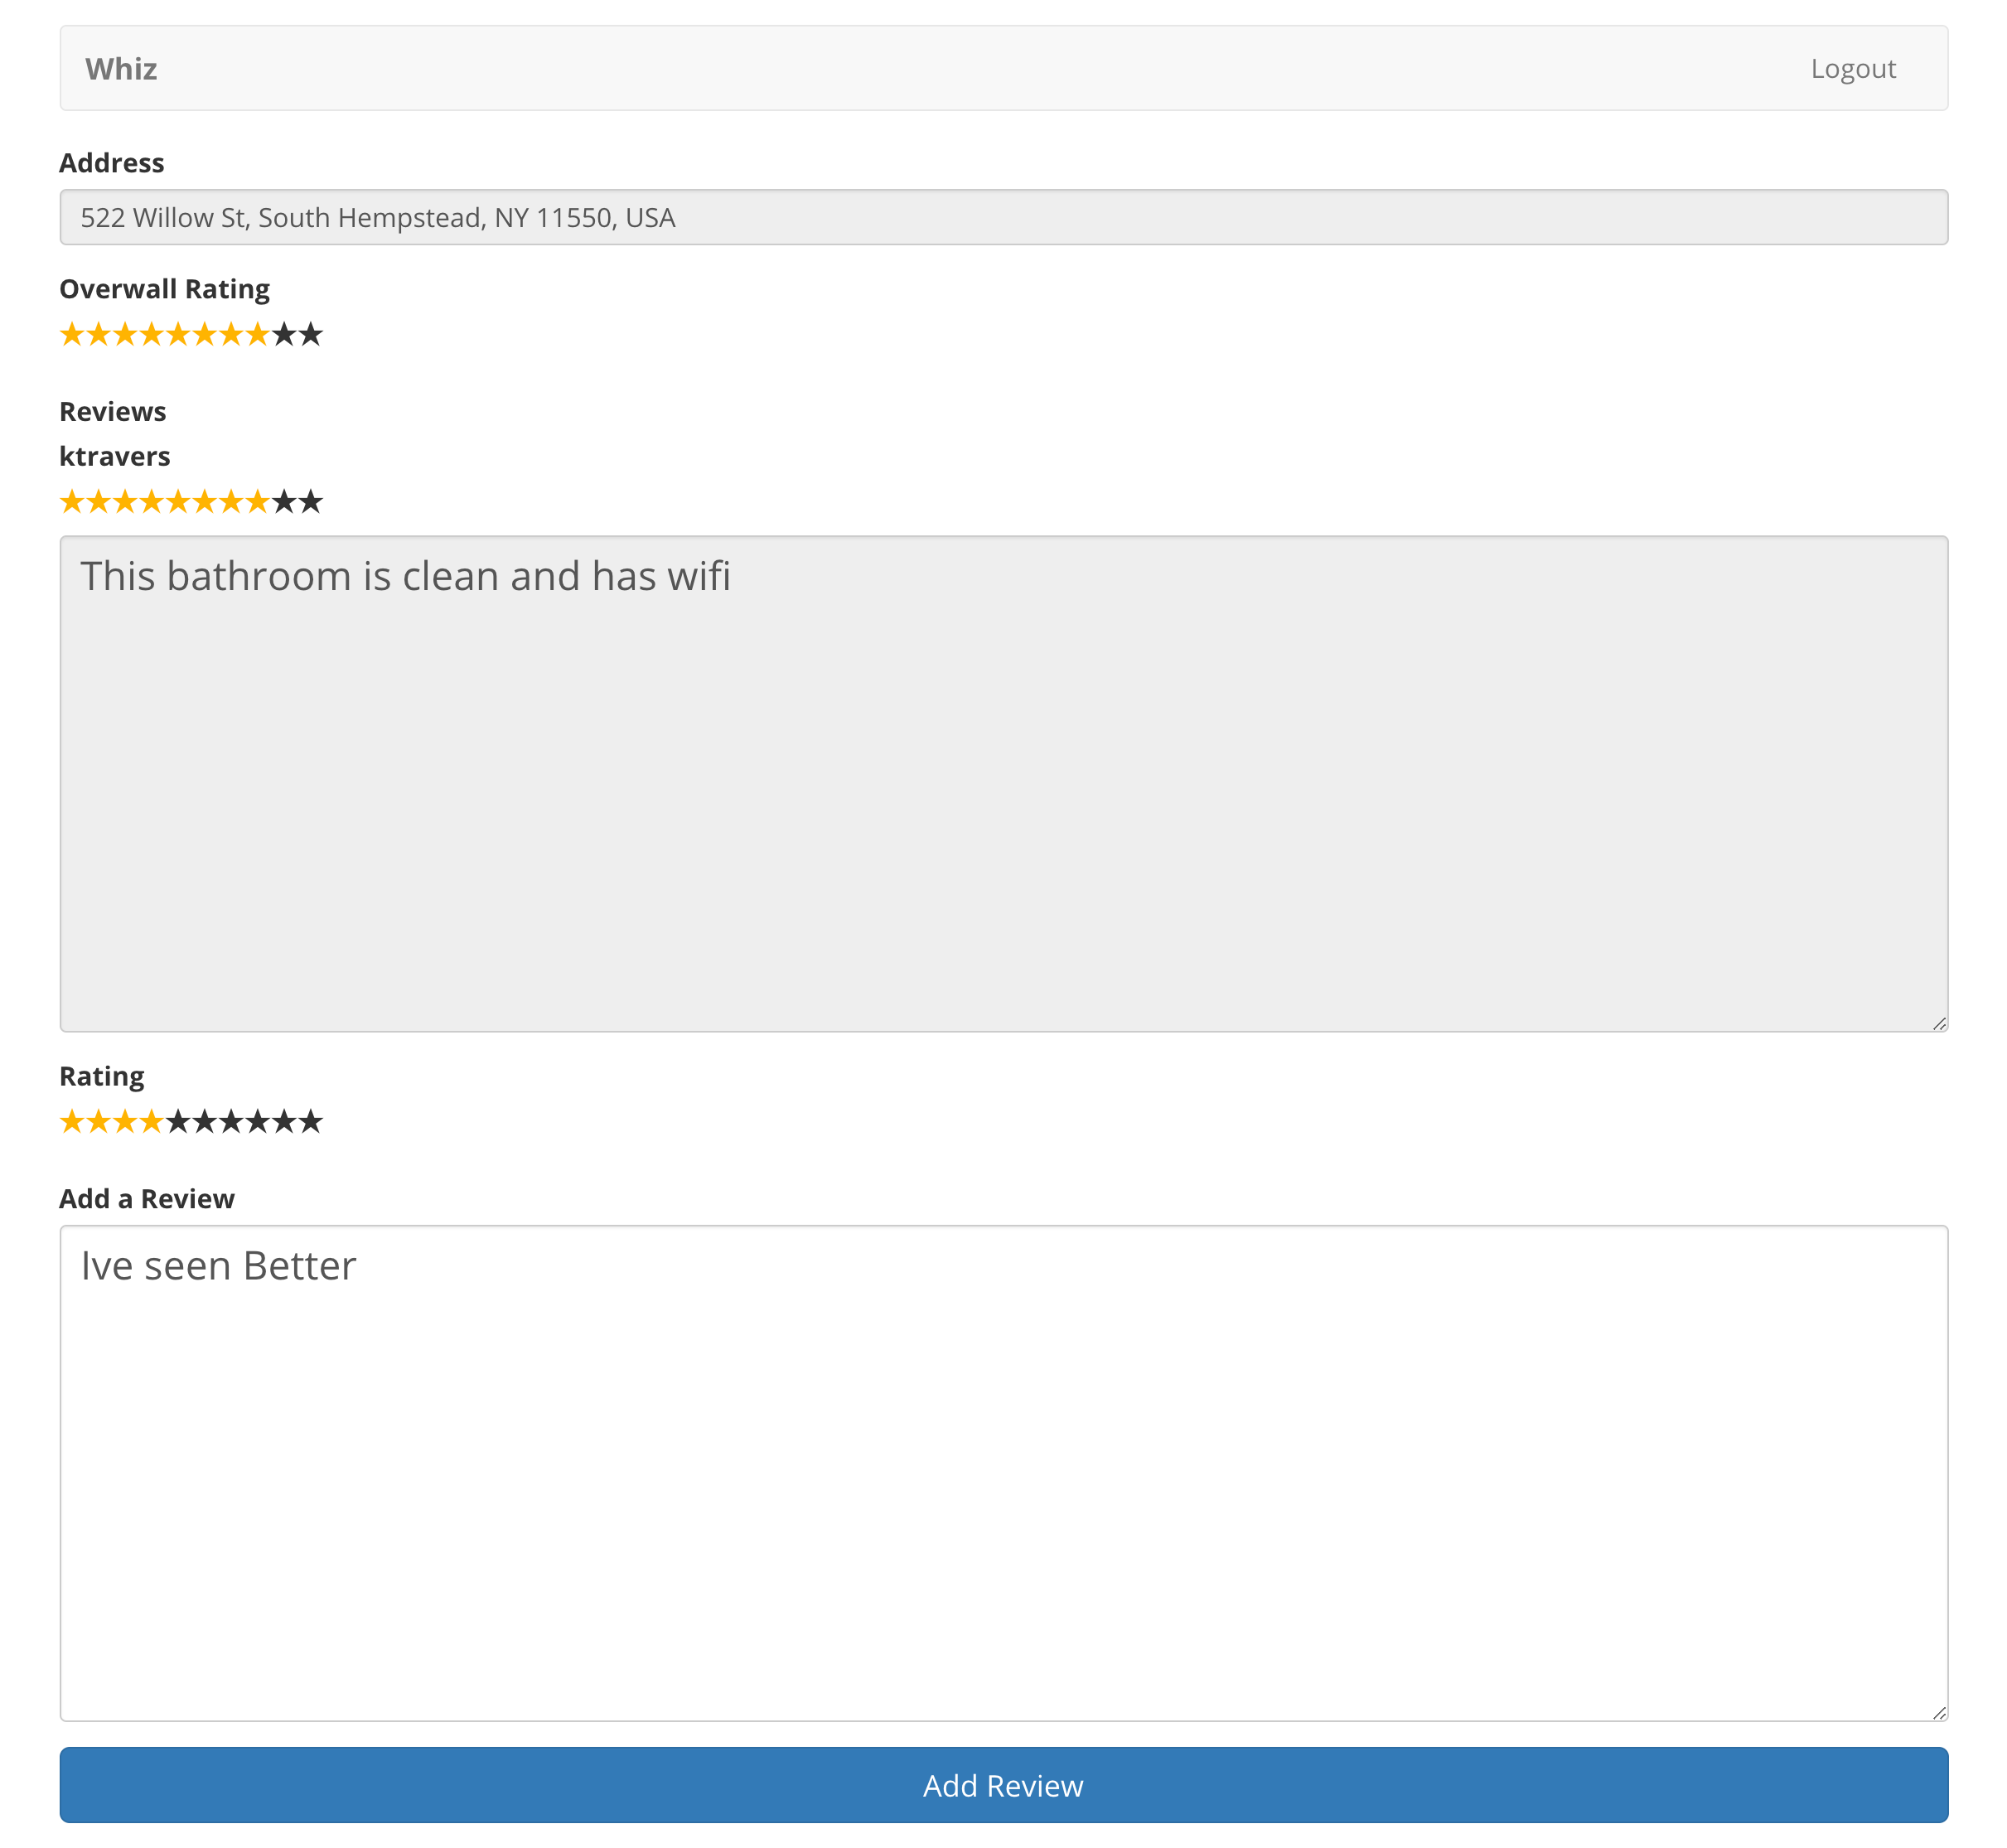 Whiz
Logout
Address
522 Willow St, South Hempstead, NY 11550, USA
Overwall Rating
Reviews
ktravers
This bathroom is clean and has wifi
Rating
Add a Review
Ive seen Better
Add Review